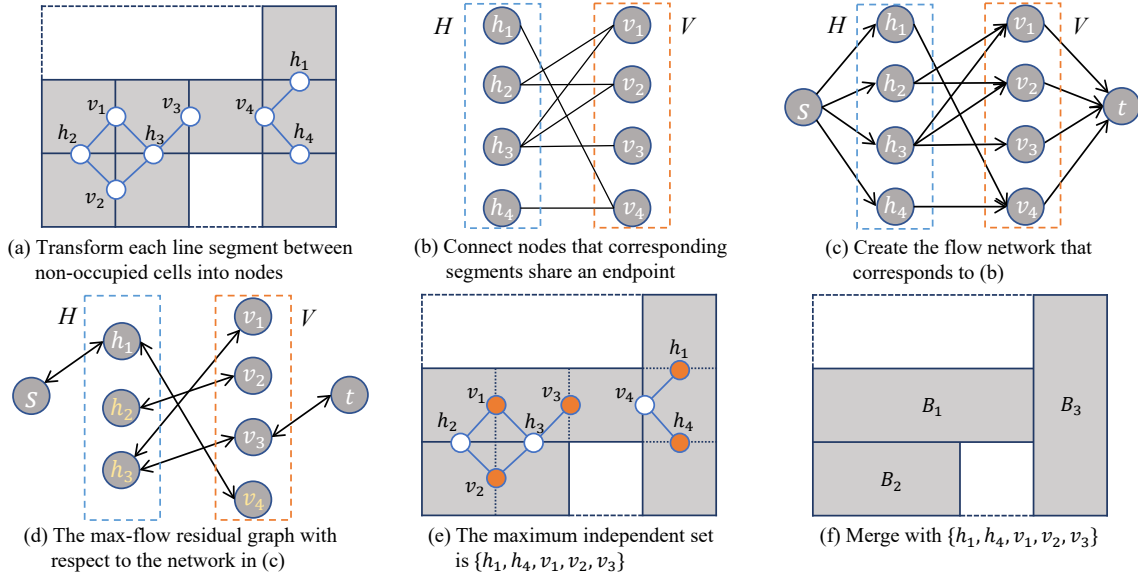 h₁
v₁
v₃
v₄
h₂
h₃
h₄
v₂
(a) Transform each line segment between
non-occupied cells into nodes
H
V
h₁
v₁
h₂
v₂
h₃
v₃
h₄
v₄
(b) Connect nodes that corresponding
segments share an endpoint
H
V
h₁
v₁
h₂
v₂
S
t
h₃
v₃
h₄
v₄
(c) Create the flow network that
corresponds to (b)
H
V
v₁
h₁
v₂
S
t
h₂
v₃
h₃
v₄
(d) The max-flow residual graph with
respect to the network in (c)
h₁
v₁
v₃
v₄
h₂
h₃
h₄
v₂
(e) The maximum independent set
is {h₁, h₄, v₁, v₂, v₃}
B₁
B₃
B₂
(f) Merge with {h₁, h₄, v₁, v₂, v₃}